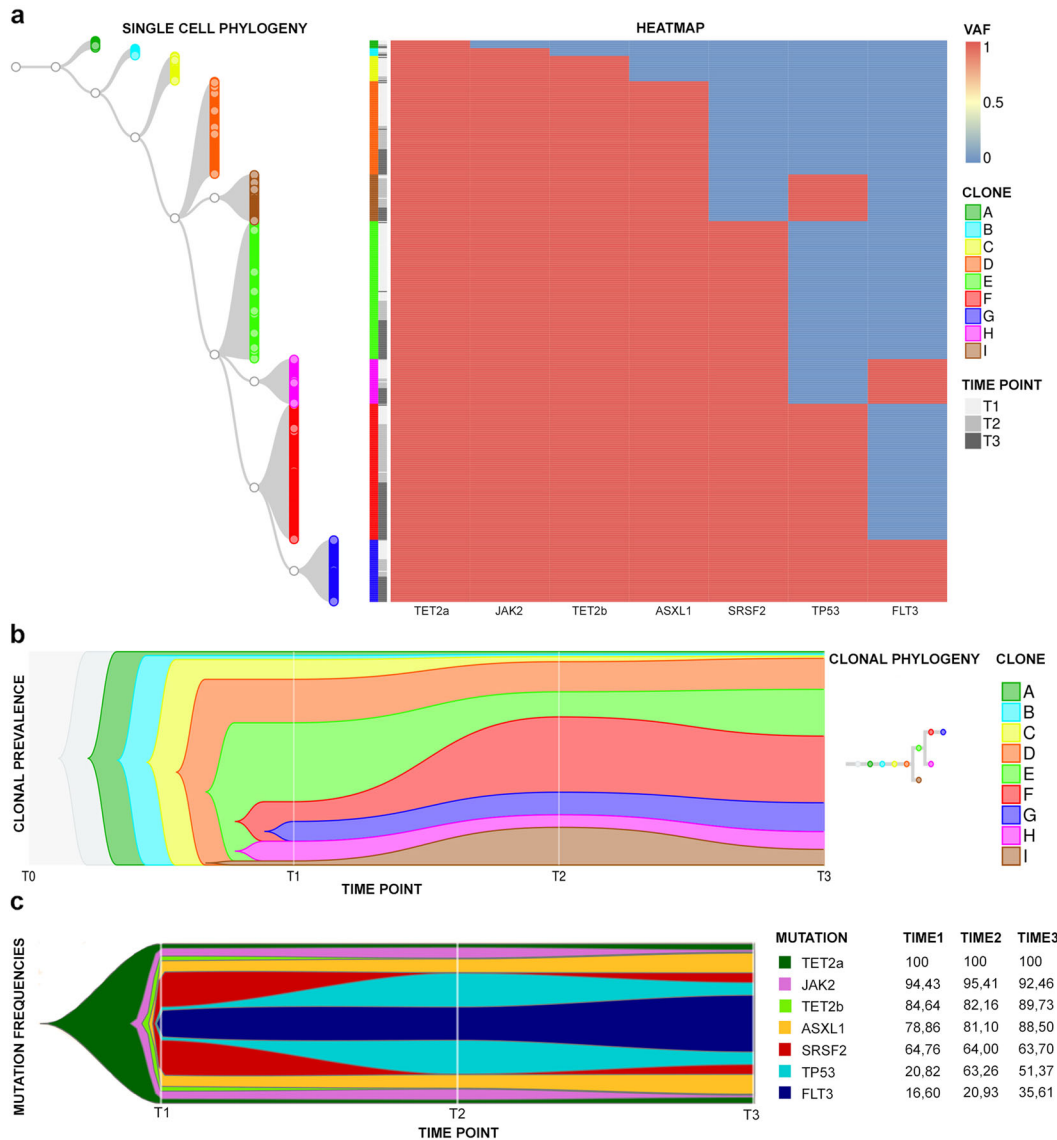 a
SINGLE CELL PHYLOGENY
HEATMAP
VAF
1
0.5
0
CLONE
A
B
C
D
E
F
G
H
I
TIME POINT
T1
T2
T3
TET2a JAK2 TET2b ASXL1 SRSF2 TP53 FLT3
b
CLONAL PREVALENCE
T0 T1 T2 T3
TIME POINT
CLONAL PHYLOGENY
CLONE
A
B
C
D
E
F
G
H
I
c
MUTATION FREQUENCIES
T1 T2 T3
TIME POINT
MUTATION TIME1 TIME2 TIME3
TET2a 100 100 100
JAK2 94,43 95,41 92,46
TET2b 84,64 82,16 89,73
ASXL1 78,86 81,10 88,50
SRSF2 64,76 64,00 63,70
TP53 20,82 63,26 51,37
FLT3 16,60 20,93 35,61